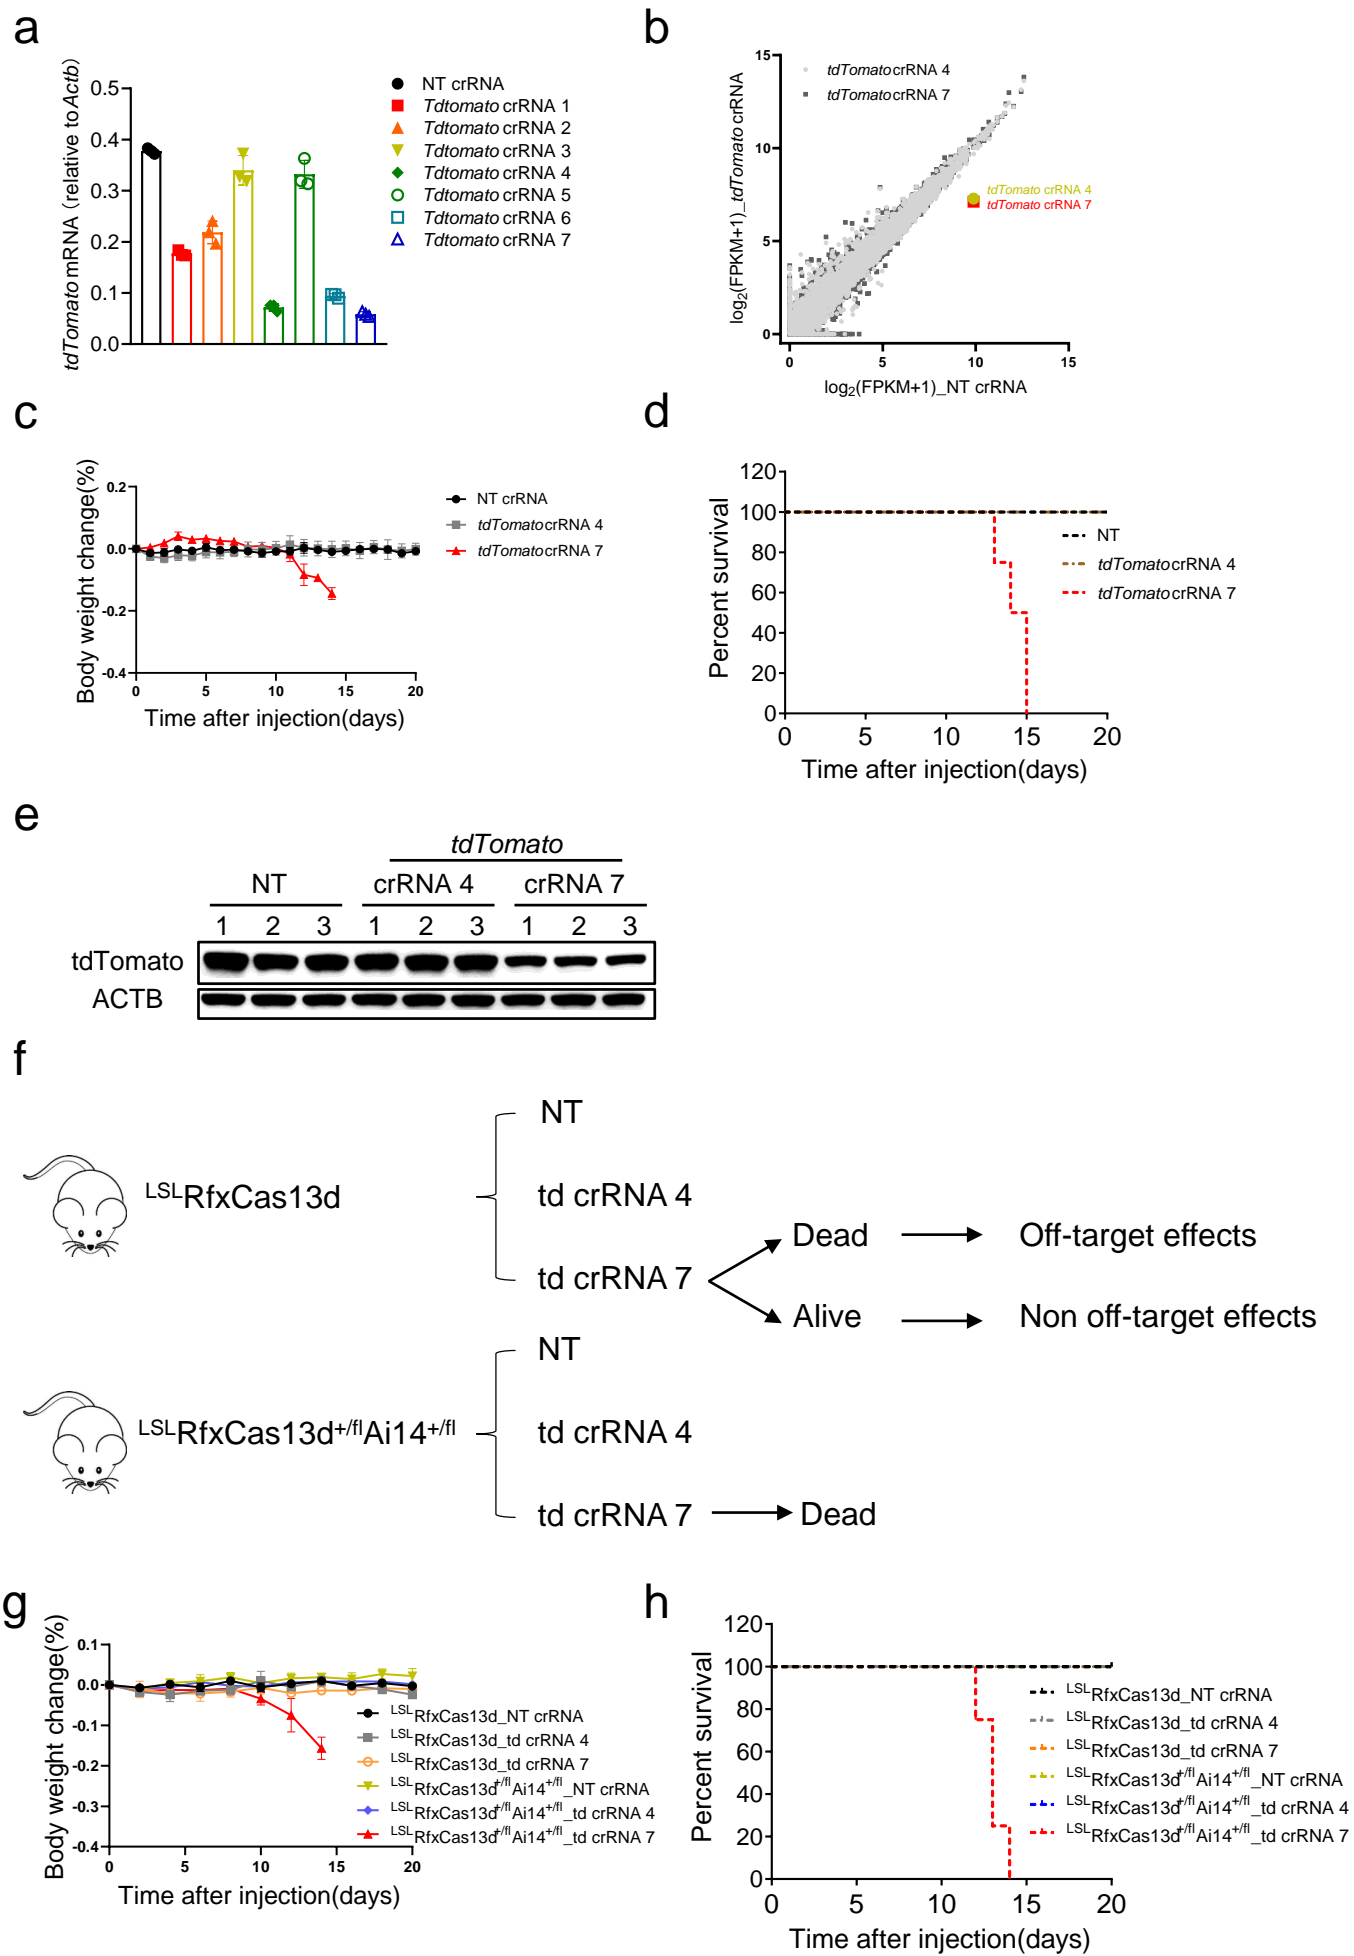 a
tdTomato mRNA (relative to Actb)
0.5
0.4
0.3
0.2
0.1
0.0
NT crRNA
Tdtomato crRNA 1
Tdtomato crRNA 2
Tdtomato crRNA 3
Tdtomato crRNA 4
Tdtomato crRNA 5
Tdtomato crRNA 6
Tdtomato crRNA 7
b
log2(FPKM+1)_tdTomato crRNA
15
10
5
0
tdTomato crRNA 4
tdTomato crRNA 7
tdTomato crRNA 4
tdTomato crRNA 7
0 5 10 15
log2(FPKM+1)_NT crRNA
c
Body weight change(%)
0.2
0.0
-0.2
-0.4
0 5 10 15 20
Time after injection(days)
NT crRNA
tdTomato crRNA 4
tdTomato crRNA 7
d
Percent survival
120
100
80
60
40
20
0
0 5 10 15 20
Time after injection(days)
NT
tdTomato crRNA 4
tdTomato crRNA 7
e
tdTomato
NT crRNA 4 crRNA 7
1 2 3 1 2 3 1 2 3
tdTomato
ACTB
f
LSLRfxCas13d
NT
td crRNA 4
td crRNA 7
Dead
Off-target effects
Alive
Non off-target effects
LSLRfxCas13d+/flAi14+/fl
NT
td crRNA 4
td crRNA 7
Dead
g
Body weight change(%)
0.1
0.0
-0.1
-0.2
-0.3
-0.4
0 5 10 15 20
Time after injection(days)
LSLRfxCas13d_NT crRNA
LSLRfxCas13d_td crRNA 4
LSLRfxCas13d_td crRNA 7
LSLRfxCas13d+/flAi14+/fl_NT crRNA
LSLRfxCas13d+/flAi14+/fl_td crRNA 4
LSLRfxCas13d+/flAi14+/fl_td crRNA 7
h
Percent survival
120
100
80
60
40
20
0
0 5 10 15 20
Time after injection(days)
LSLRfxCas13d_NT crRNA
LSLRfxCas13d_td crRNA 4
LSLRfxCas13d_td crRNA 7
LSLRfxCas13d+/flAi14+/fl_NT crRNA
LSLRfxCas13d+/flAi14+/fl_td crRNA 4
LSLRfxCas13d+/flAi14+/fl_td crRNA 7